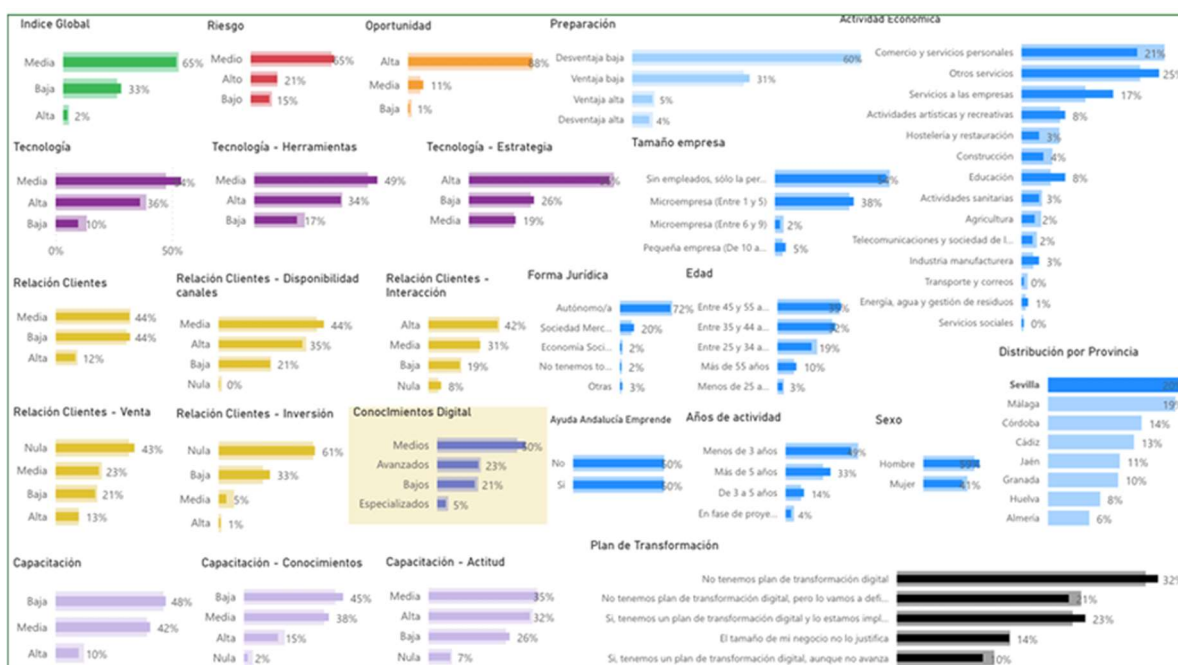 Indice Global
Media 65%
Baja 33%
Alta 2%
Riesgo
Medio 65%
Alto 21%
Bajo 15%
Oportunidad
Alta 88%
Media 11%
Baja 1%
Preparación
Desventaja baja 60%
Ventaja baja 31%
Ventaja alta 5%
Desventaja alta 4%
Actividad Económica
Comercio y servicios personales 21%
Otros servicios 25%
Servicios a las empresas 17%
Actividades artísticas y recreativas 8%
Hostelería y restauración 3%
Construcción 4%
Educación 8%
Actividades sanitarias 3%
Agricultura 2%
Telecomunicaciones y sociedad de l... 2%
Industria manufacturera 3%
Transporte y correos 0%
Energía, agua y gestión de residuos 1%
Servicios sociales 0%
Tecnología
Media 54%
Alta 36%
Baja 10%
0% 50%
Tecnología - Herramientas
Media 49%
Alta 34%
Baja 17%
Tecnología - Estrategia
Alta
Baja 26%
Media 19%
Tamaño empresa
Sin empleados, sólo la per... 54%
Microempresa (Entre 1 y 5) 38%
Microempresa (Entre 6 y 9) 2%
Pequeña empresa (De 10 a... 5%
Relación Clientes
Media 44%
Baja 44%
Alta 12%
Relación Clientes - Disponibilidad
canales
Media 44%
Alta 35%
Baja 21%
Nula 0%
Relación Clientes -
Interacción
Alta 42%
Media 31%
Baja 19%
Nula 8%
Forma Jurídica
Autónomo/a 72%
Sociedad Merc... 20%
Economía Soci... 2%
No tenemos to... 2%
Otras 3%
Edad
Entre 45 y 55 a...
Entre 35 y 44 a... 32%
Entre 25 y 34 a... 19%
Más de 55 años 10%
Menos de 25 a... 3%
Distribución por Provincia
Sevilla 20%
Málaga 19%
Córdoba 14%
Cádiz 13%
Jaén 11%
Granada 10%
Huelva 8%
Almería 6%
Relación Clientes - Venta
Nula 43%
Media 23%
Baja 21%
Alta 13%
Relación Clientes - Inversión
Nula 61%
Baja 33%
Media 5%
Alta 1%
Conocimientos Digital
Medios 50%
Avanzados 23%
Bajos 21%
Especializados 5%
Ayuda Andalucía Emprende
No 50%
Si 50%
Años de actividad
Menos de 3 años 49%
Más de 5 años 33%
De 3 a 5 años 14%
En fase de proye... 4%
Sexo
Hombre 59%
Mujer 41%
Capacitación
Baja 48%
Media 42%
Alta 10%
Capacitación - Conocimientos
Baja 45%
Media 38%
Alta 15%
Nula 2%
Capacitación - Actitud
Media 35%
Alta 32%
Baja 26%
Nula 7%
Plan de Transformación
No tenemos plan de transformación digital 32%
No tenemos plan de transformación digital, pero lo vamos a defi... 21%
Si, tenemos un plan de transformación digital y lo estamos impl... 23%
El tamaño de mi negocio no lo justifica 14%
Si, tenemos un plan de transformación digital, aunque no avanza 10%